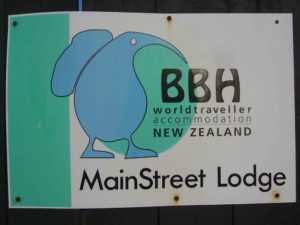 BBH
worldtraveller
accommodation
NEW ZEALAND
MainStreet Lodge